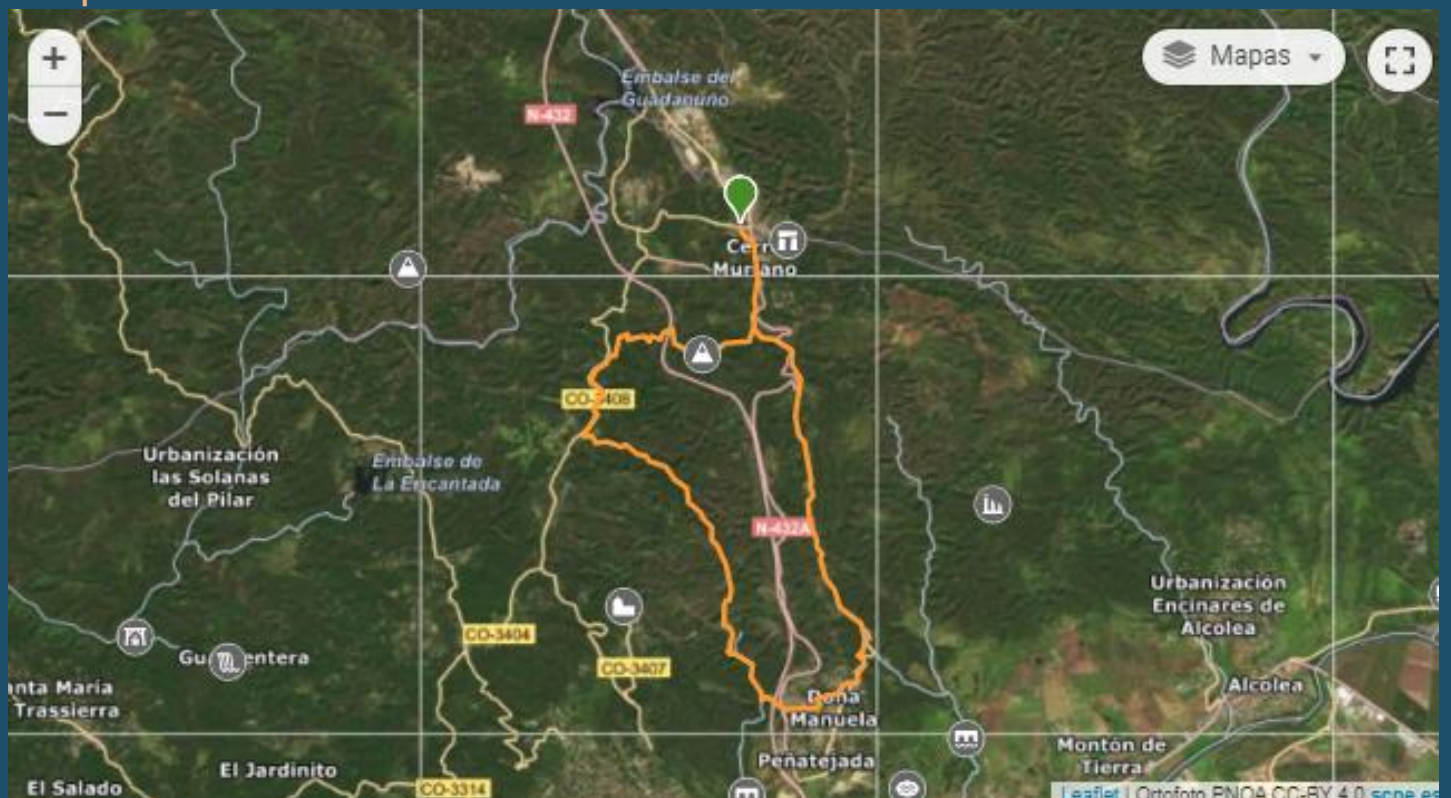 +
Mapas
−
Embalse del
Guadanuño
N-432
Cerro
Muriano
CO-3408
Urbanización
las Solanas
del Pilar
Embalse de
La Encantada
N-432A
Urbanización
Encinares de
Alcolea
CO-3404
CO-3407
Alcolea
Doña
Manuela
Trassierra
Peñatejada
Montón de
Tierra
El Jardinito
El Salado
CO-3314
Leaflet | Ortofoto PNOA CC-BY 4.0 scne.es